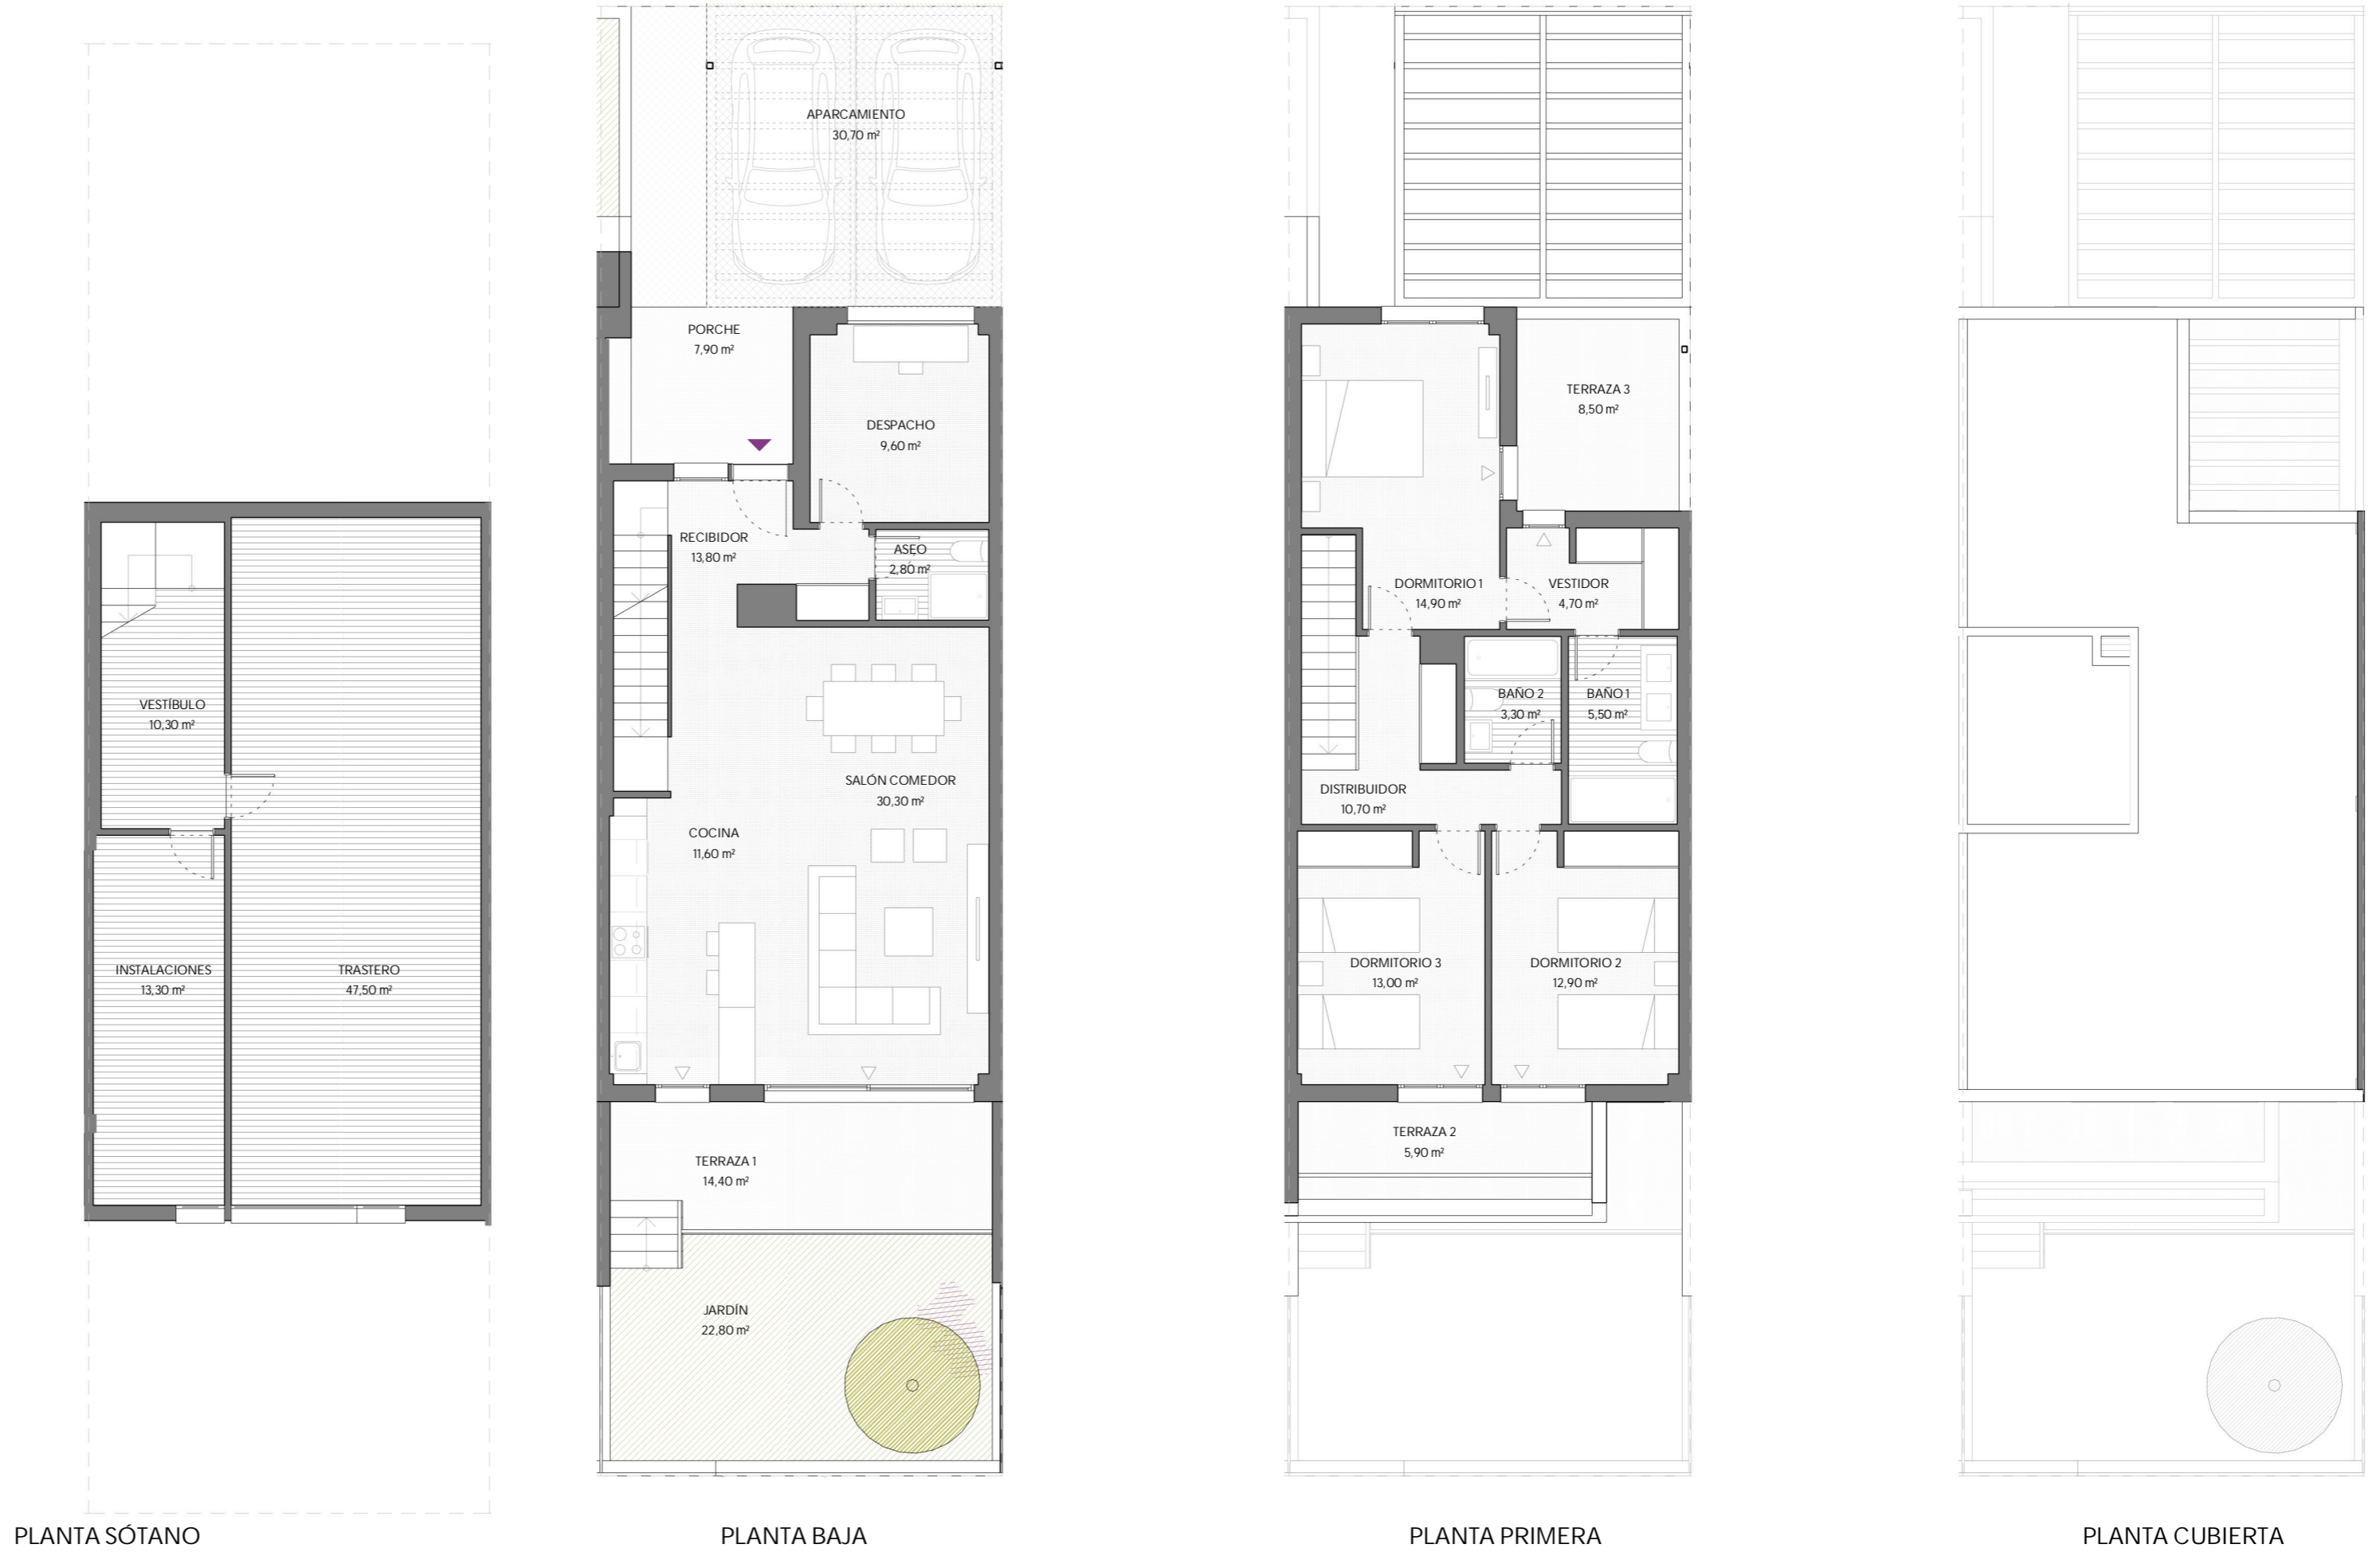 VESTÍBULO
10,30 m²
INSTALACIONES
13,30 m²
TRASTERO
47,50 m²
PLANTA SÓTANO
APARCAMIENTO
30,70 m²
PORCHE
7,90 m²
DESPACHO
9,60 m²
RECIBIDOR
13,80 m²
ASEO
2,80 m²
SALÓN COMEDOR
30,30 m²
COCINA
11,60 m²
TERRAZA 1
14,40 m²
JARDÍN
22,80 m²
PLANTA BAJA
TERRAZA 3
8,50 m²
DORMITORIO 1
14,90 m²
VESTIDOR
4,70 m²
BAÑO 2
3,30 m²
BAÑO 1
5,50 m²
DISTRIBUIDOR
10,70 m²
DORMITORIO 3
13,00 m²
DORMITORIO 2
12,90 m²
TERRAZA 2
5,90 m²
PLANTA PRIMERA
PLANTA CUBIERTA